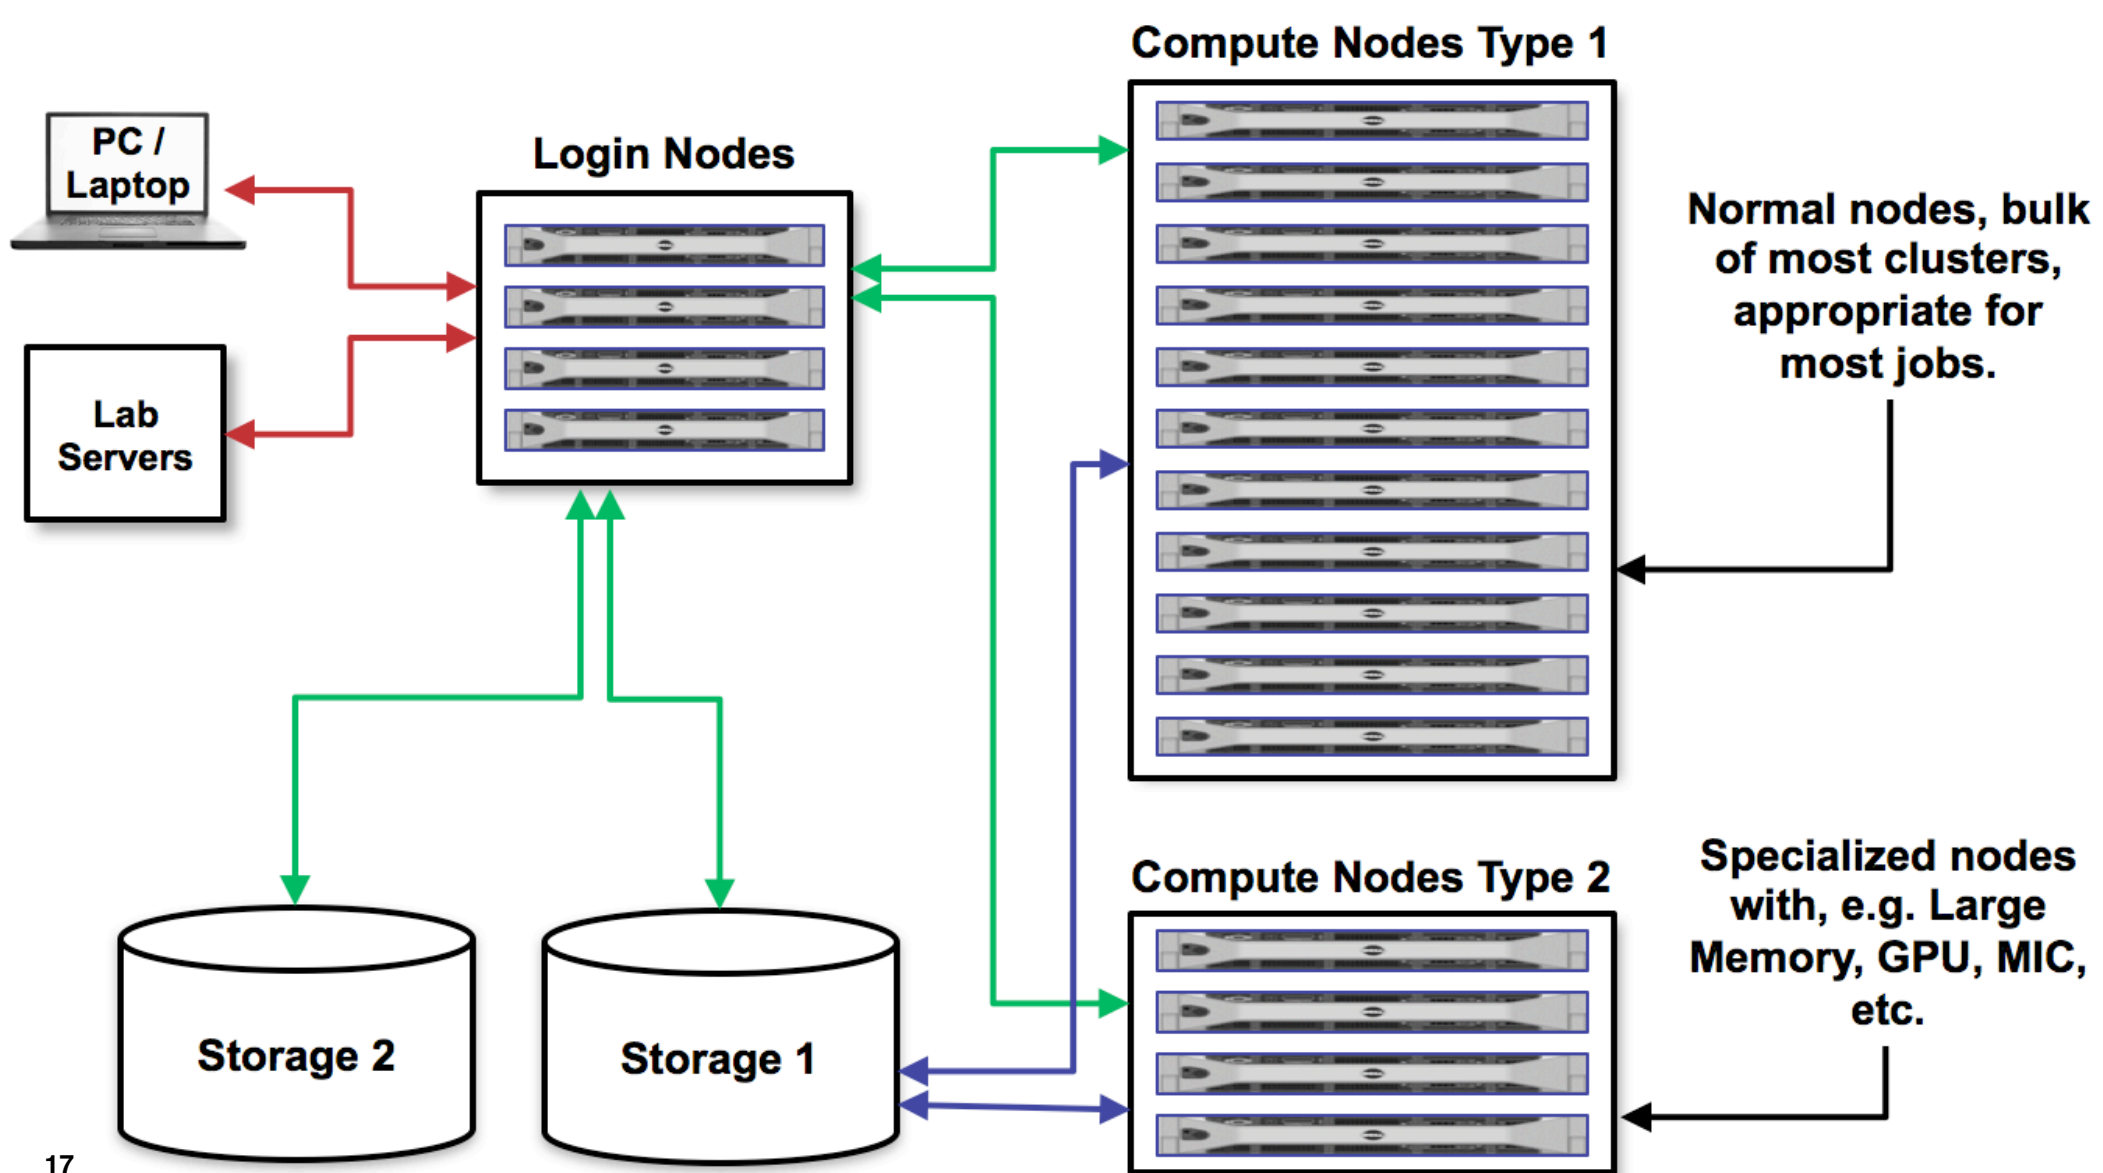 Compute Nodes Type 1
PC /
Laptop
Login Nodes
Normal nodes, bulk
of most clusters,
appropriate for
most jobs.
Lab
Servers
Compute Nodes Type 2
Specialized nodes
with, e.g. Large
Memory, GPU, MIC,
etc.
Storage 2
Storage 1
17